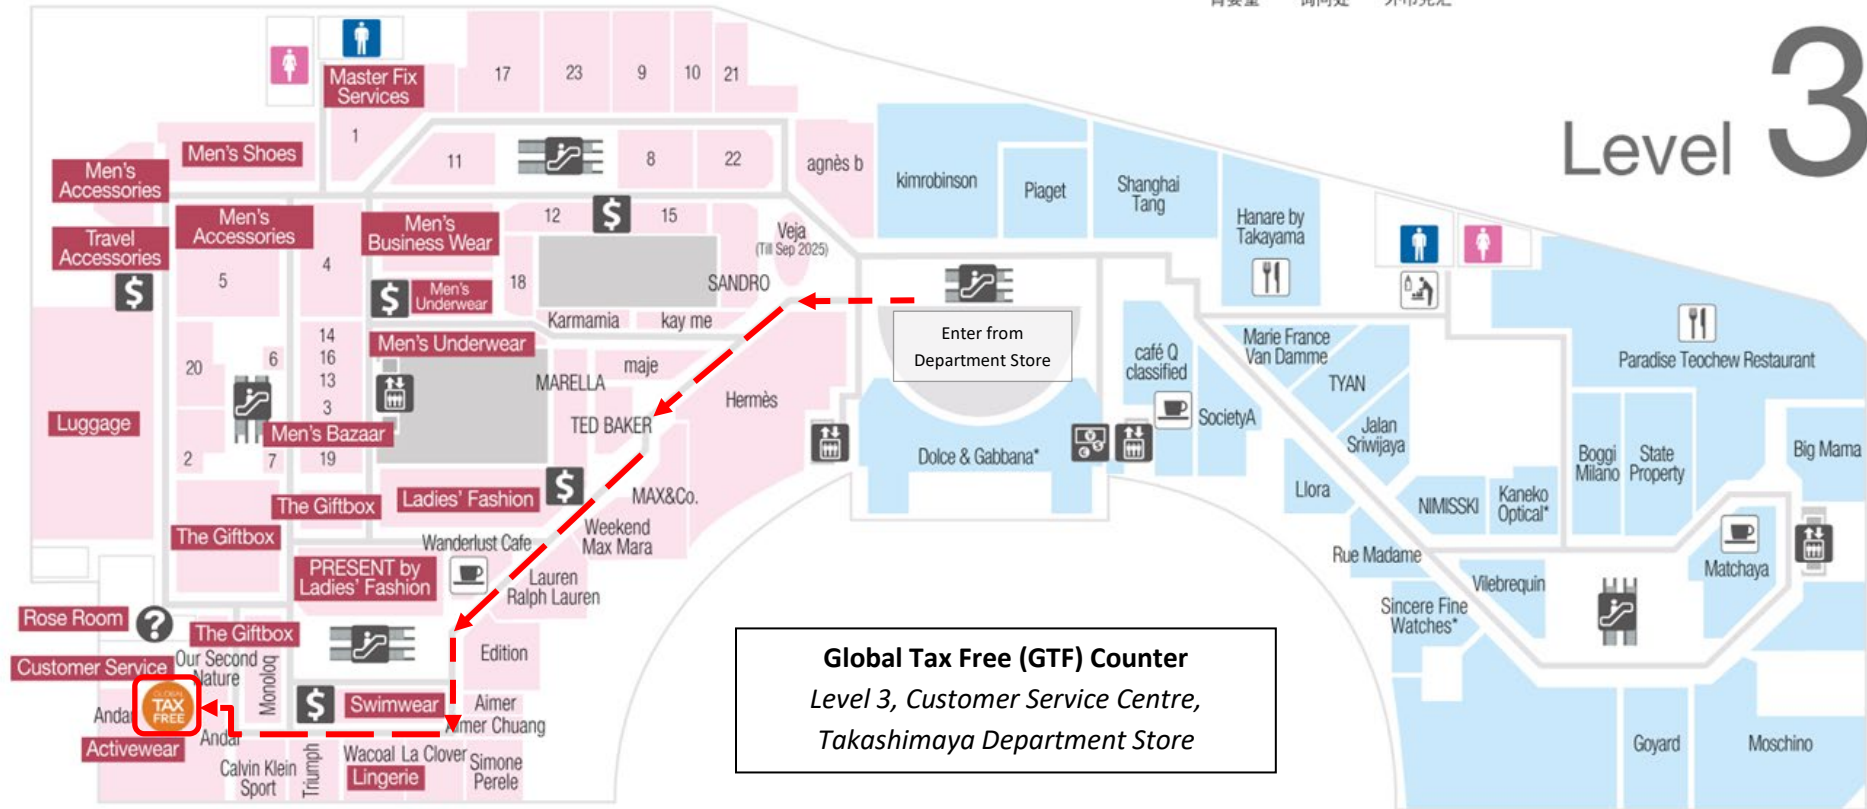 Level 3
Master Fix
Services
17
23
9
10
21
1
Men's Shoes
11
8
22
agnès b
kimrobinson
Piaget
Shanghai
Tang
Hanare by
Takayama
Men's
Accessories
Men's
Accessories
Men's
Business Wear
12
$
15
Veja
(Till Sep 2025)
Travel
Accessories
$
5
4
$
Men's
Underwear
18
SANDRO
Karmamia
kay me
Enter from
Department Store
14
16
13
3
Men's Underwear
20
6
MARELLA
maje
Hermès
café Q
classified
Marie France
Van Damme
TYAN
Paradise Teochew Restaurant
Luggage
Men's Bazaar
TED BAKER
SocietyA
Jalan
Sriwijaya
2
7
19
Dolce & Gabbana*
Boggi
Milano
State
Property
Big Mama
The Giftbox
Ladies' Fashion
$
MAX&Co.
Llora
NIMISSKI
Kaneko
Optical*
The Giftbox
Wanderlust Cafe
Weekend
Max Mara
Rue Madame
Matchaya
PRESENT by
Ladies' Fashion
Lauren
Ralph Lauren
Vilebrequin
Sincere Fine
Watches*
Rose Room
?
The Giftbox
Edition
Customer Service
Our Second
Nature
Monoloq
GLOBAL
TAX
FREE
$
Swimwear
Aimer
Aimer Chuang
Andar
Andar
Activewear
Calvin Klein
Sport
Triumph
Wacoal
La Clover
Lingerie
Simone
Perele
Goyard
Moschino
Global Tax Free (GTF) Counter
Level 3, Customer Service Centre,
Takashimaya Department Store